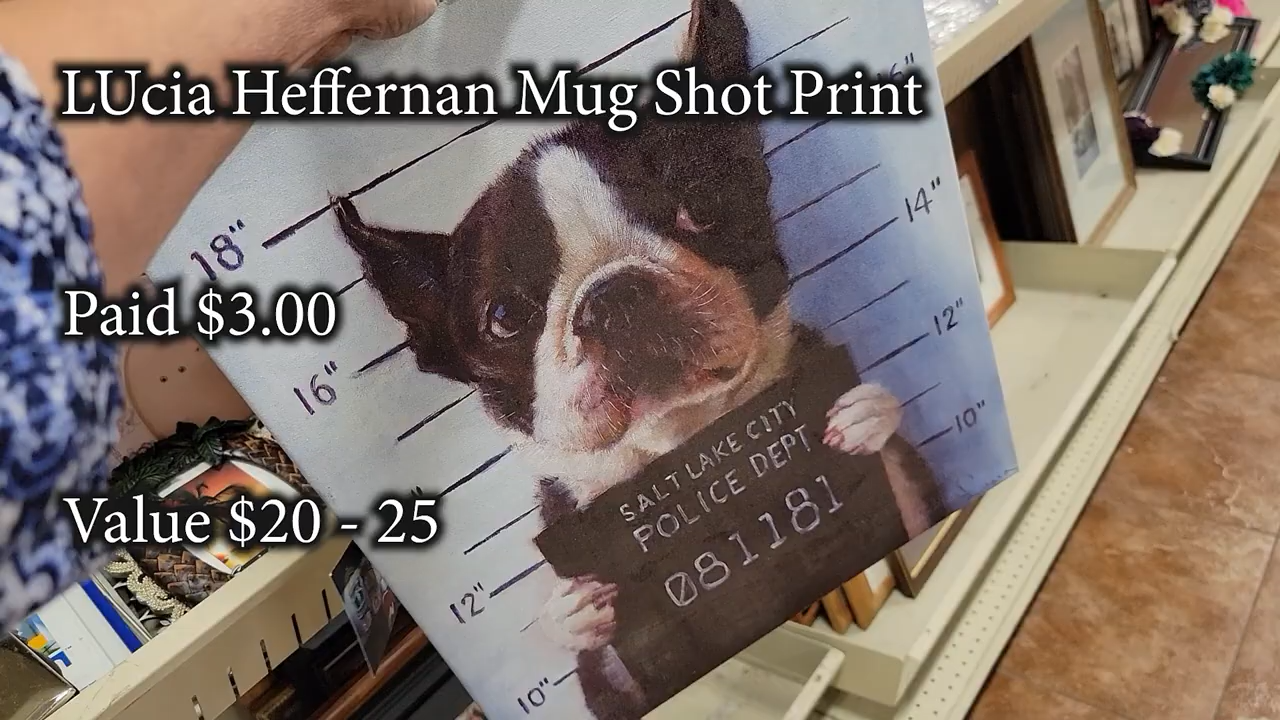 LUcia Heffernan Mug Shot Print
16"
18"
14"
Paid $3.00
12"
16"
10"
SALT LAKE CITY
POLICE DEPT
Value $20 - 25
081181
12"
10"